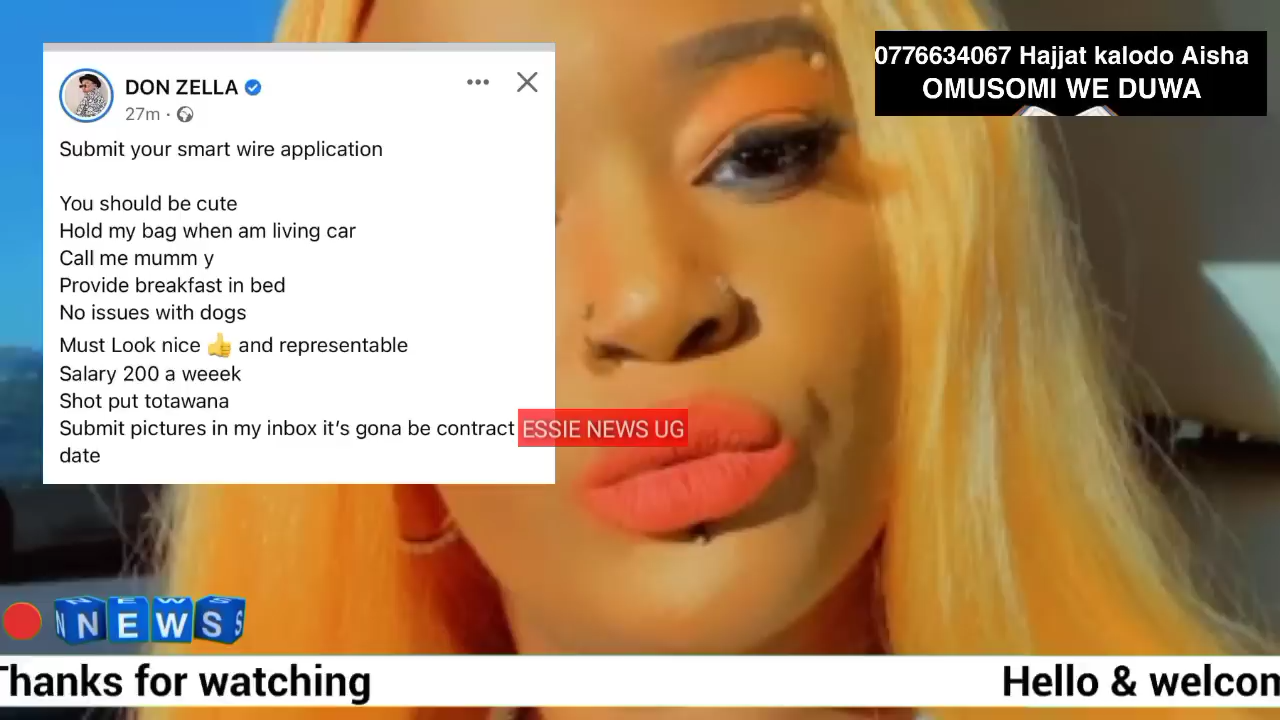 DON ZELLA
27m
Submit your smart wire application
You should be cute
Hold my bag when am living car
Call me mumm y
Provide breakfast in bed
No issues with dogs
Must Look nice 👍 and representable
Salary 200 a weeek
Shot put totawana
Submit pictures in my inbox it's gona be contract
date
0776634067 Hajjat kalodo Aisha
OMUSOMI WE DUWA
ESSIE NEWS UG
NEWS
Thanks for watching
Hello & welcom